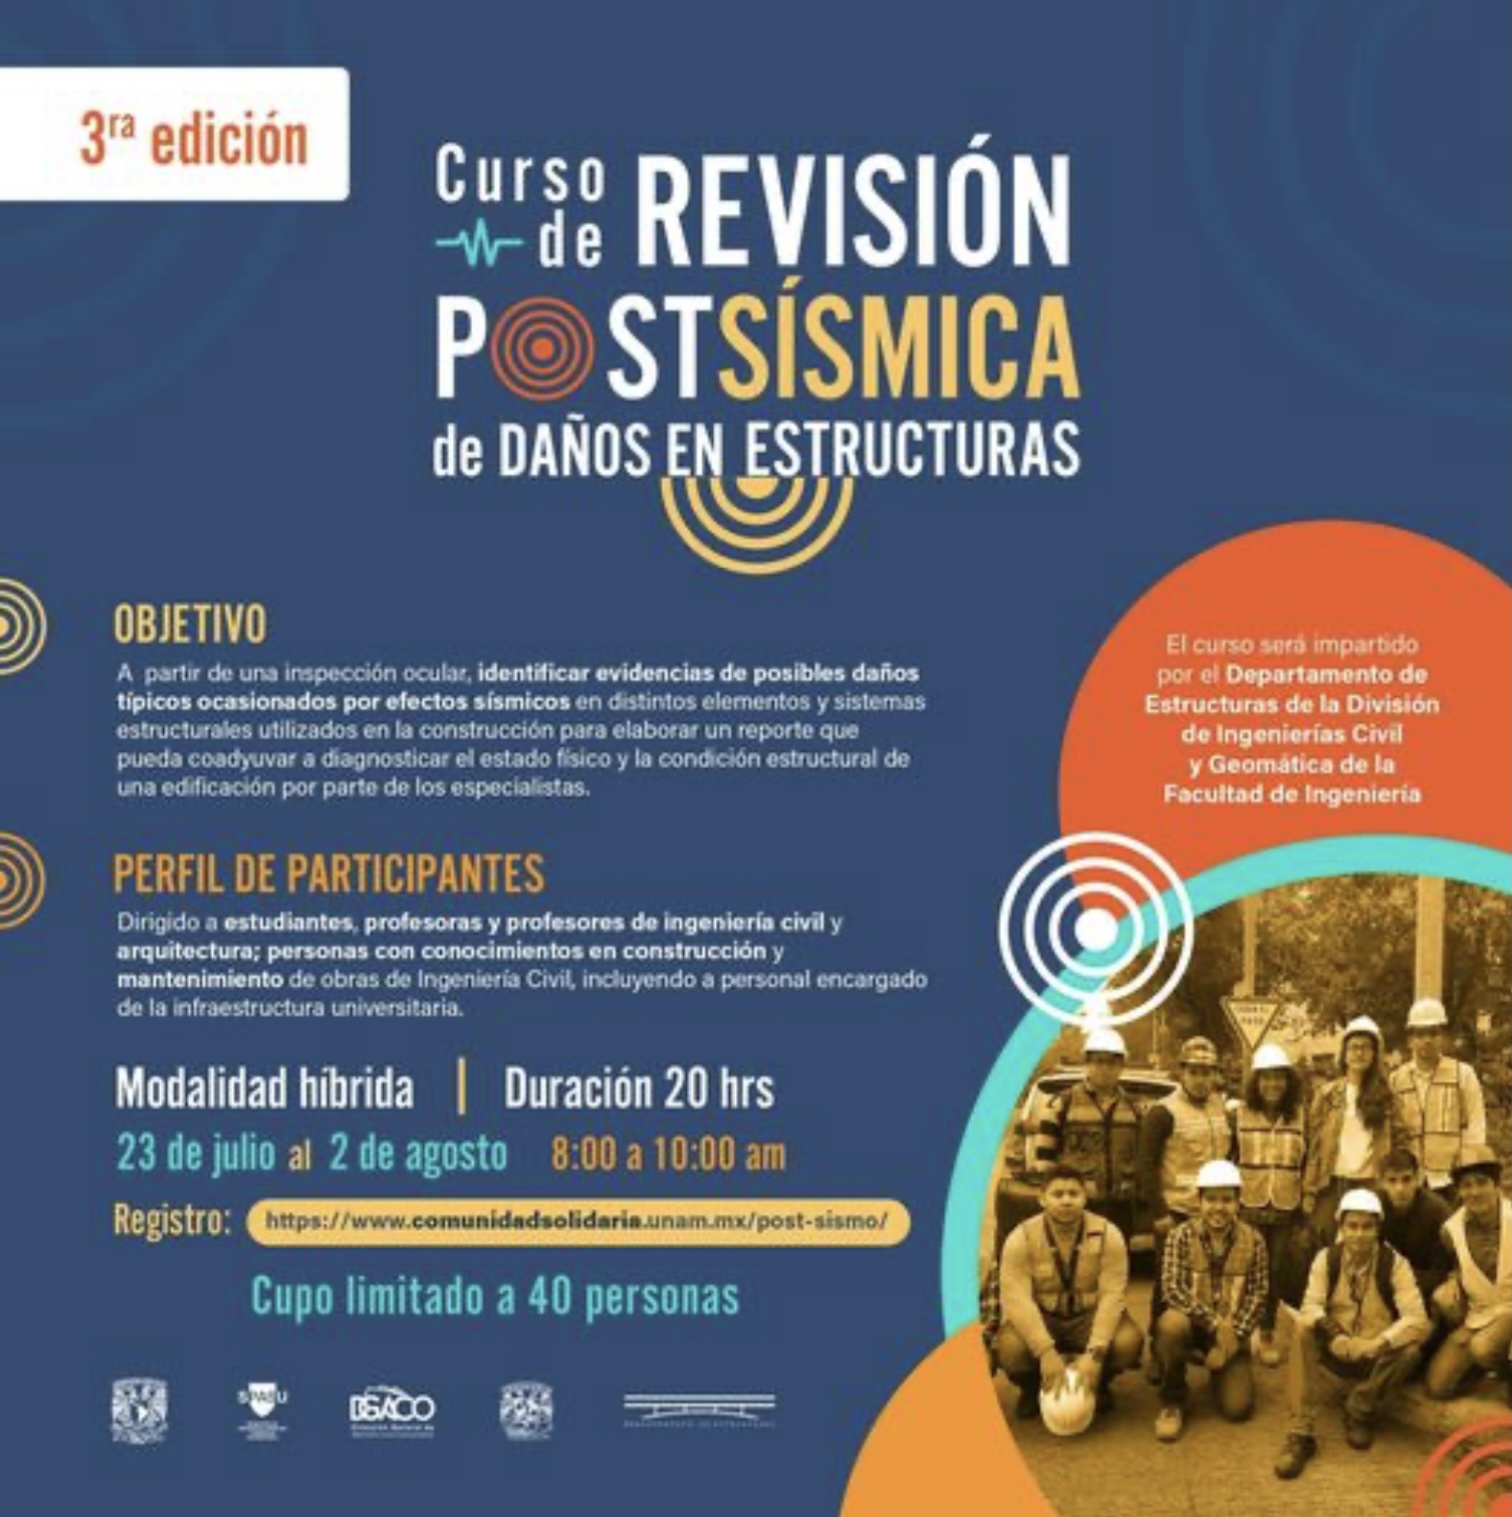 3ra edición
Curso
de REVISIÓN
POSTSÍSMICA
de DAÑOS EN ESTRUCTURAS
OBJETIVO
A partir de una inspección ocular, identificar evidencias de posibles daños
típicos ocasionados por efectos sísmicos en distintos elementos y sistemas
estructurales utilizados en la construcción para elaborar un reporte que
pueda coadyuvar a diagnosticar el estado físico y la condición estructural de
una edificación por parte de los especialistas.
El curso será impartido
por el Departamento de
Estructuras de la División
de Ingenierías Civil
y Geomática de la
Facultad de Ingeniería
PERFIL DE PARTICIPANTES
Dirigido a estudiantes, profesoras y profesores de ingeniería civil y
arquitectura; personas con conocimientos en construcción y
mantenimiento de obras de Ingeniería Civil, incluyendo a personal encargado
de la infraestructura universitaria.
Modalidad híbrida | Duración 20 hrs
23 de julio al 2 de agosto 8:00 a 10:00 am
Registro: https://www.comunidadsolidaria.unam.mx/post-sismo/
Cupo limitado a 40 personas
DGACO